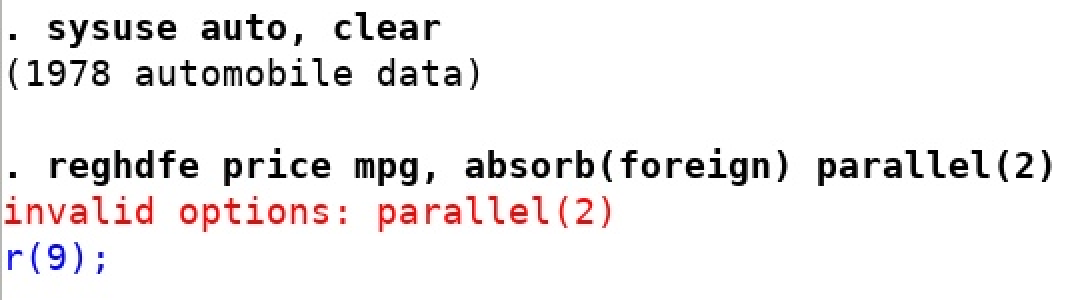 . sysuse auto, clear
(1978 automobile data)
. reghdfe price mpg, absorb(foreign) parallel(2)
invalid options: parallel(2)
r(9);